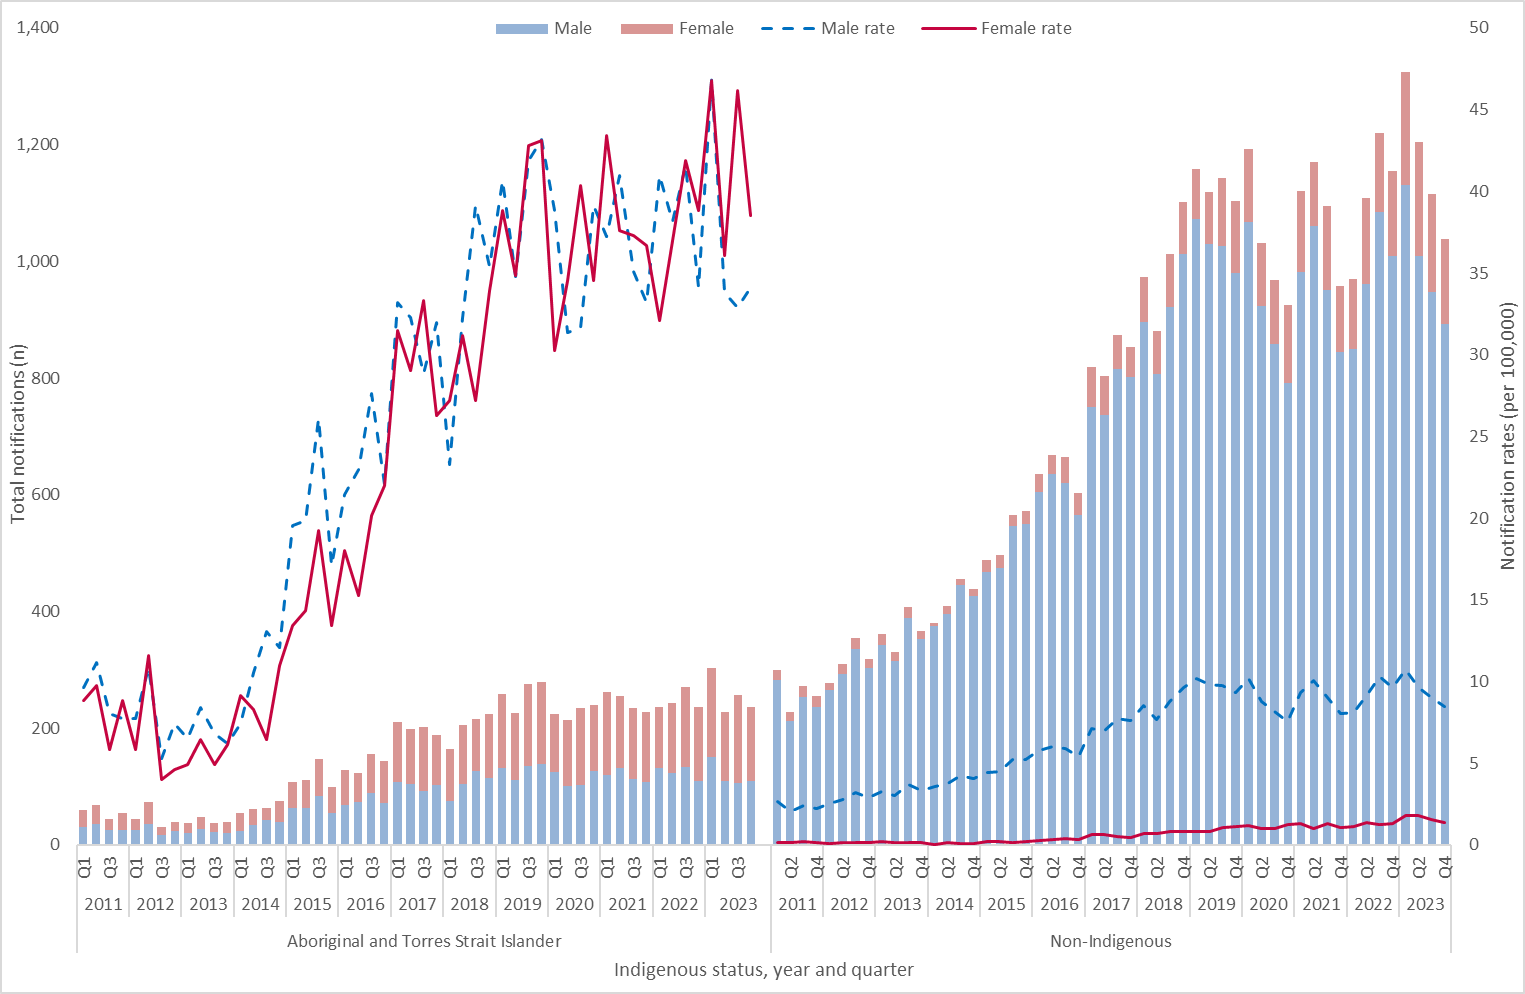 Male Female Male rate Female rate
1,400
1,200
1,000
800
600
400
200
0
Total notifications (n)
50
45
40
35
30
25
20
15
10
5
0
Notification rates (per 100,000)
Q1 Q3 Q1 Q3 Q1 Q3 Q1 Q3 Q1 Q3 Q1 Q3 Q1 Q3 Q1 Q3 Q1 Q3 Q1 Q3 Q1 Q3 Q1 Q3 Q1 Q3 Q2 Q4 Q2 Q4 Q2 Q4 Q2 Q4 Q2 Q4 Q2 Q4 Q2 Q4 Q2 Q4 Q2 Q4 Q2 Q4 Q2 Q4 Q2 Q4 Q2 Q4
2011 2012 2013 2014 2015 2016 2017 2018 2019 2020 2021 2022 2023 2011 2012 2013 2014 2015 2016 2017 2018 2019 2020 2021 2022 2023
Aboriginal and Torres Strait Islander Non-Indigenous
Indigenous status, year and quarter